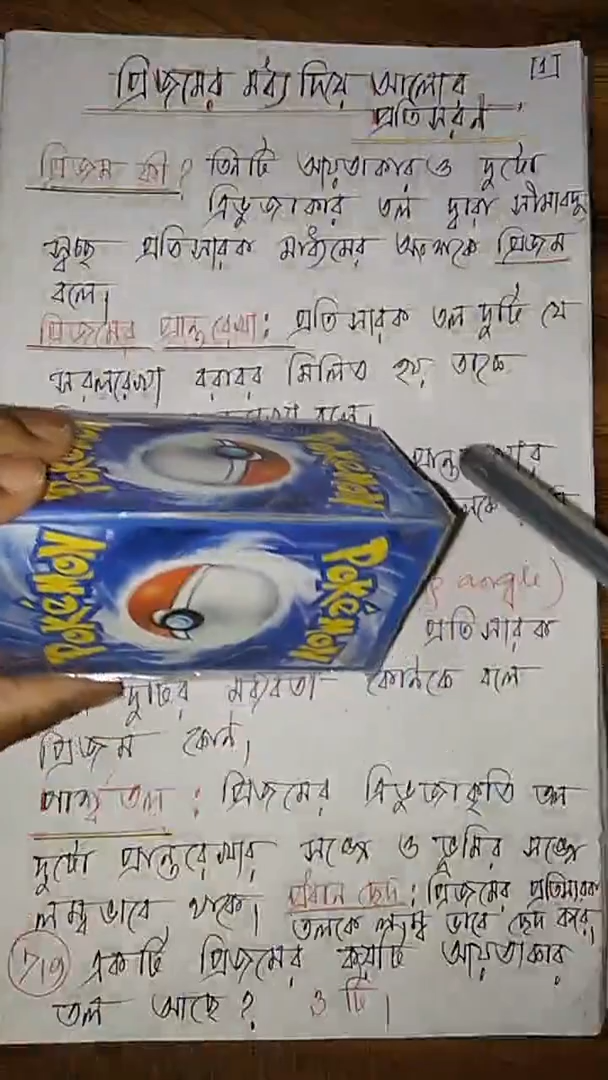 [1]
প্রিজমের মধ্য দিয়ে আলোর
প্রতিসরণ
প্রিজম কী? তিনটি আয়তাকার ও দুটো
ত্রিভুজাকার তল দ্বারা সীমাবদ্ধ
স্বচ্ছ প্রতিসারক মাধ্যমের অংশকে প্রিজম
বলে।
প্রিজমের প্রান্তরেখা: প্রতিসারক তল দুটি যে
সরলরেখা বরাবর মিলিত হয় তাকে
বলে।
POKéMON
POKéMON
angle)
POKéMON
POKéMON
প্রতিসারক
দুটির মধ্যবর্তী কোণকে বলে
প্রিজম কোণ।
পার্শ্ব তল: প্রিজমের ত্রিভুজাকৃতি তল
দুটো প্রান্তরেখার সঙ্গে ও ভূমির সঙ্গে
লম্ব ভাবে থাকে। প্রধান ছেদ: প্রিজমের প্রতিসারক
তলকে লম্ব ভাবে ছেদ করে।
একটি প্রিজমের কয়টি আয়তাকার
তল আছে? ৩ টি।